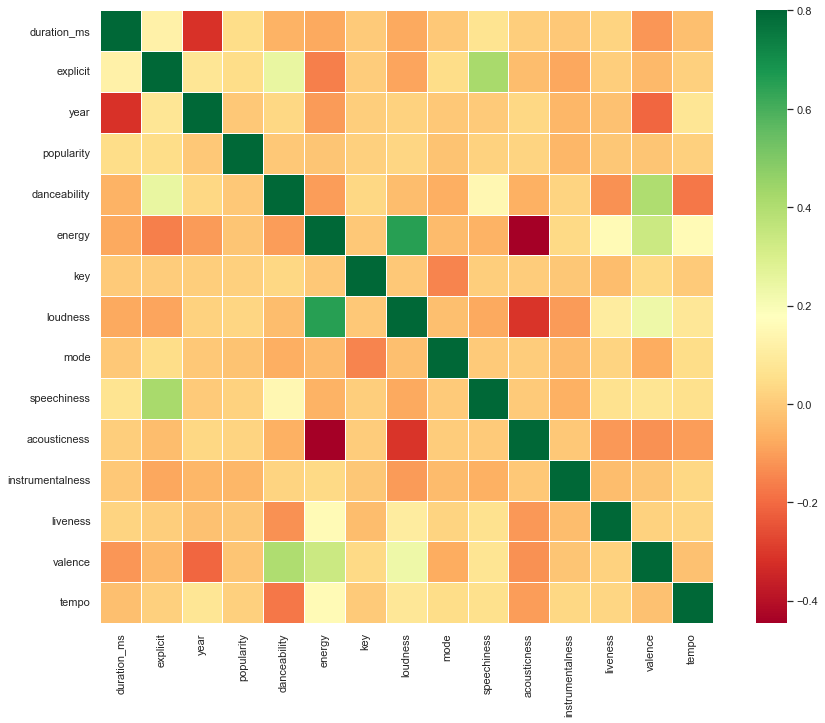 duration_ms
explicit
year
popularity
danceability
energy
key
loudness
mode
speechiness
acousticness
instrumentalness
liveness
valence
tempo
duration_ms
explicit
year
popularity
danceability
energy
key
loudness
mode
speechiness
acousticness
instrumentalness
liveness
valence
tempo
0.8
0.6
0.4
0.2
0.0
−0.2
−0.4